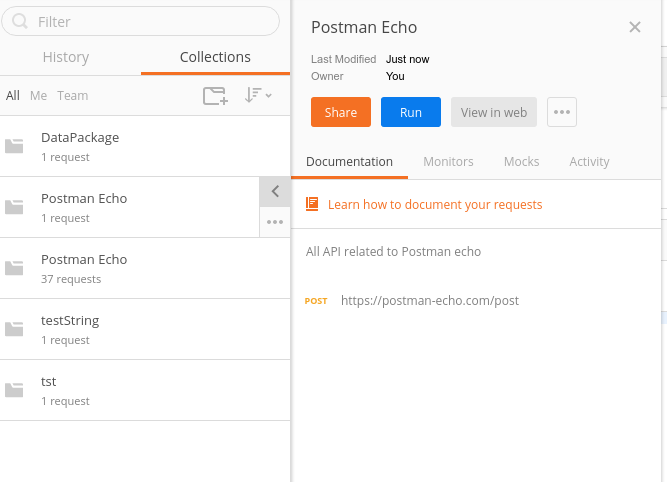 Filter
History
Collections
All Me Team
DataPackage
1 request
Postman Echo
1 request
Postman Echo
37 requests
testString
1 request
tst
1 request
Postman Echo
Last Modified Just now
Owner You
Share Run View in web
Documentation Monitors Mocks Activity
Learn how to document your requests
All API related to Postman echo
POST https://postman-echo.com/post